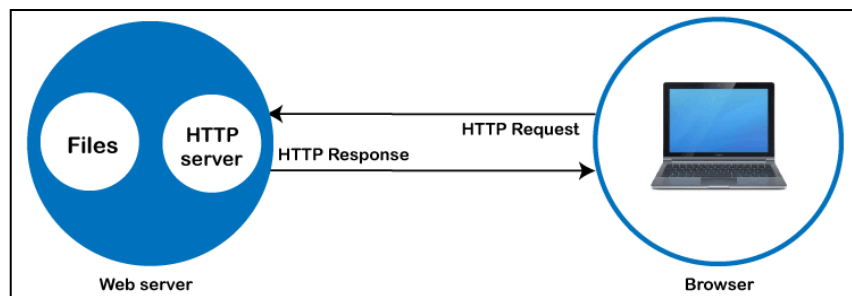 Files
HTTP
server
HTTP Request
HTTP Response
Web server
Browser